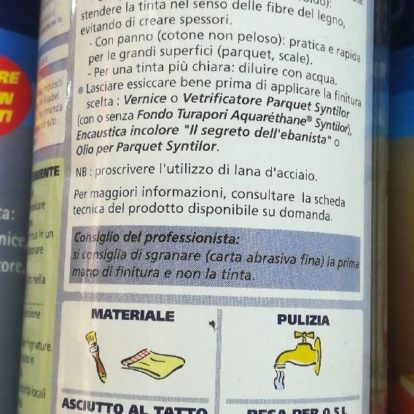 stendere la tinta nel senso delle fibre del legno,
evitando di creare spessori.
- Con panno (cotone non peloso): pratica e rapida
per le grandi superfici (parquet, scale).
- Per una tinta più chiara: diluire con acqua.
● Lasciare essiccare bene prima di applicare la finitura
scelta : Vernice o Vetrificatore Parquet Syntilor
(con o senza Fondo Turapori Aquaréthane® Syntilor),
Encaustica incolore "Il segreto dell'ebanista" o
Olio per Parquet Syntilor.
NB : proscrivere l'utilizzo di lana d'acciaio.
Per maggiori informazioni, consultare la scheda
tecnica del prodotto disponibile su domanda.
Consiglio del professionista:
si consiglia di sgranare (carta abrasiva fina) la prima
mano di finitura e non la tinta.
MATERIALE
PULIZIA
ASCIUTTO AL TATTO
RESA PER 0,5 L